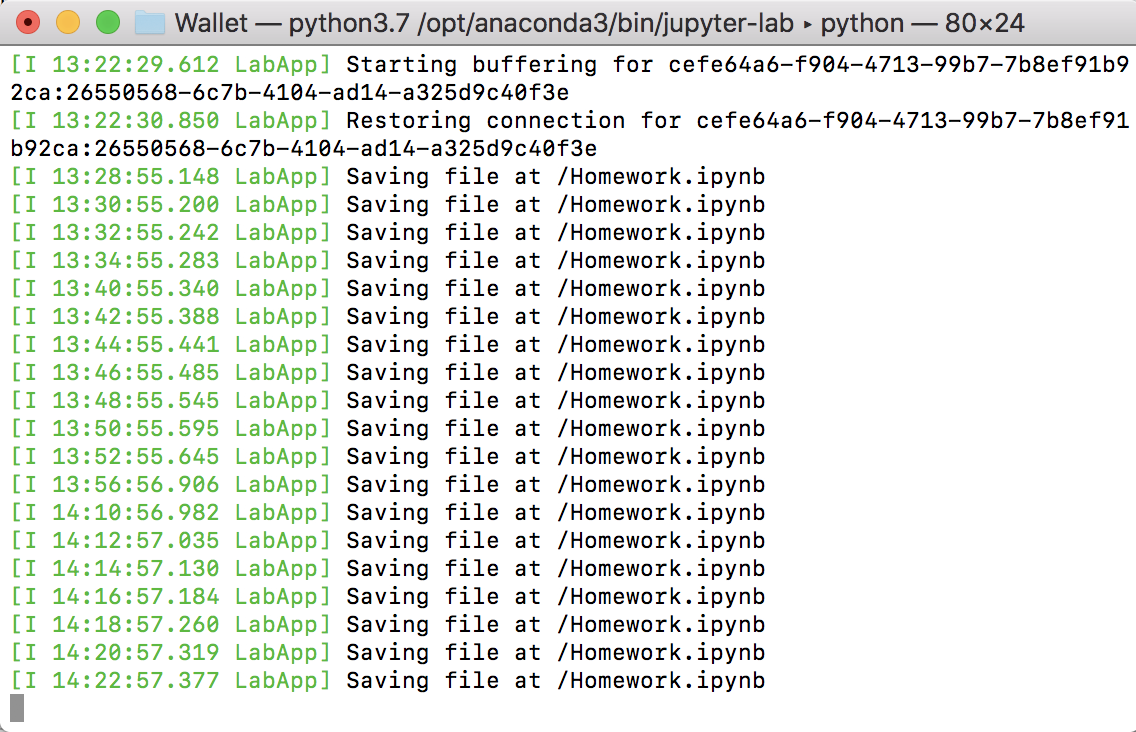 Wallet — python3.7 /opt/anaconda3/bin/jupyter-lab ▸ python — 80×24
[I 13:22:29.612 LabApp] Starting buffering for cefe64a6-f904-4713-99b7-7b8ef91b9
2ca:26550568-6c7b-4104-ad14-a325d9c40f3e
[I 13:22:30.850 LabApp] Restoring connection for cefe64a6-f904-4713-99b7-7b8ef91
b92ca:26550568-6c7b-4104-ad14-a325d9c40f3e
[I 13:28:55.148 LabApp] Saving file at /Homework.ipynb
[I 13:30:55.200 LabApp] Saving file at /Homework.ipynb
[I 13:32:55.242 LabApp] Saving file at /Homework.ipynb
[I 13:34:55.283 LabApp] Saving file at /Homework.ipynb
[I 13:40:55.340 LabApp] Saving file at /Homework.ipynb
[I 13:42:55.388 LabApp] Saving file at /Homework.ipynb
[I 13:44:55.441 LabApp] Saving file at /Homework.ipynb
[I 13:46:55.485 LabApp] Saving file at /Homework.ipynb
[I 13:48:55.545 LabApp] Saving file at /Homework.ipynb
[I 13:50:55.595 LabApp] Saving file at /Homework.ipynb
[I 13:52:55.645 LabApp] Saving file at /Homework.ipynb
[I 13:56:56.906 LabApp] Saving file at /Homework.ipynb
[I 14:10:56.982 LabApp] Saving file at /Homework.ipynb
[I 14:12:57.035 LabApp] Saving file at /Homework.ipynb
[I 14:14:57.130 LabApp] Saving file at /Homework.ipynb
[I 14:16:57.184 LabApp] Saving file at /Homework.ipynb
[I 14:18:57.260 LabApp] Saving file at /Homework.ipynb
[I 14:20:57.319 LabApp] Saving file at /Homework.ipynb
[I 14:22:57.377 LabApp] Saving file at /Homework.ipynb